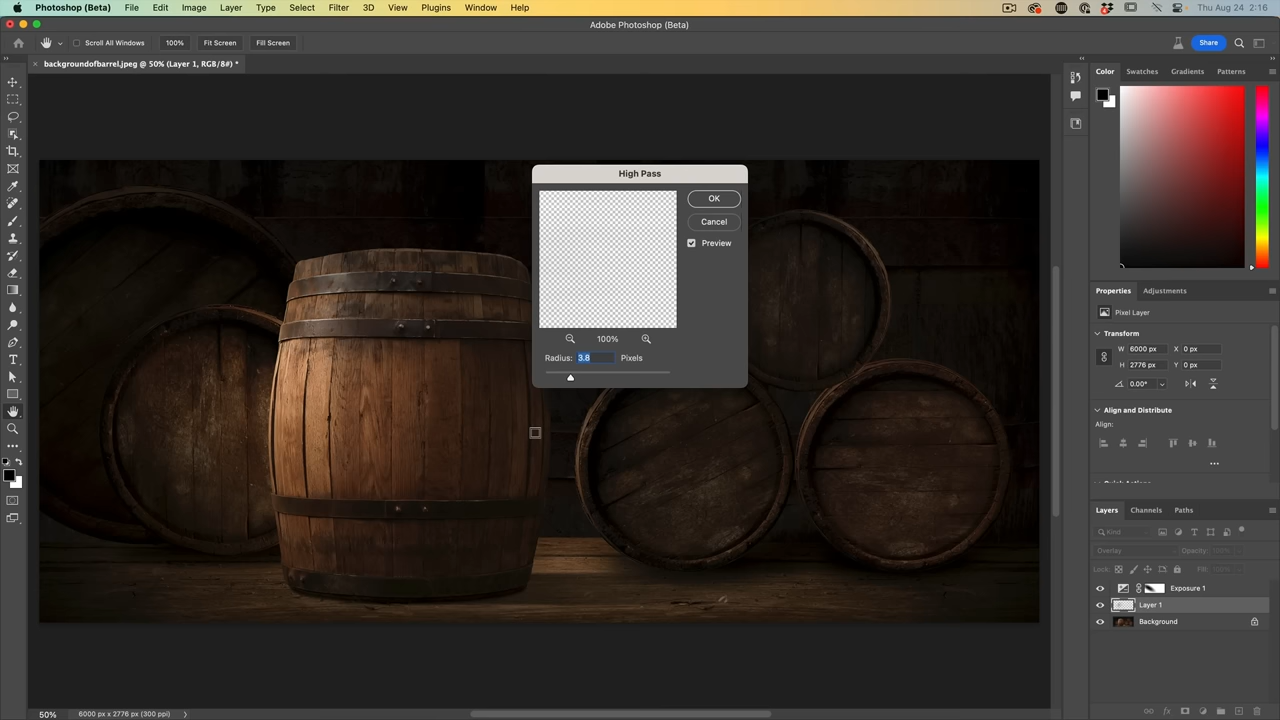 Photoshop (Beta) File Edit Image Layer Type Select Filter 3D View Plugins Window Help Thu Aug 24 2:16
Adobe Photoshop (Beta)
Scroll All Windows 100% Fit Screen Fill Screen Share
backgroundofbarrel.jpeg @ 50% (Layer 1, RGB/8#) *
Color Swatches Gradients Patterns
High Pass
OK
Cancel
Preview
100%
Radius: 3.8 Pixels
Properties Adjustments
Pixel Layer
Transform
W 6000 px X 0 px
H 2776 px Y 0 px
0.00°
Align and Distribute
Align:
Layers Channels Paths
Kind
Overlay Opacity: 100%
Lock: Fill: 100%
Exposure 1
Layer 1
Background
50% 6000 px x 2776 px (300 ppi)